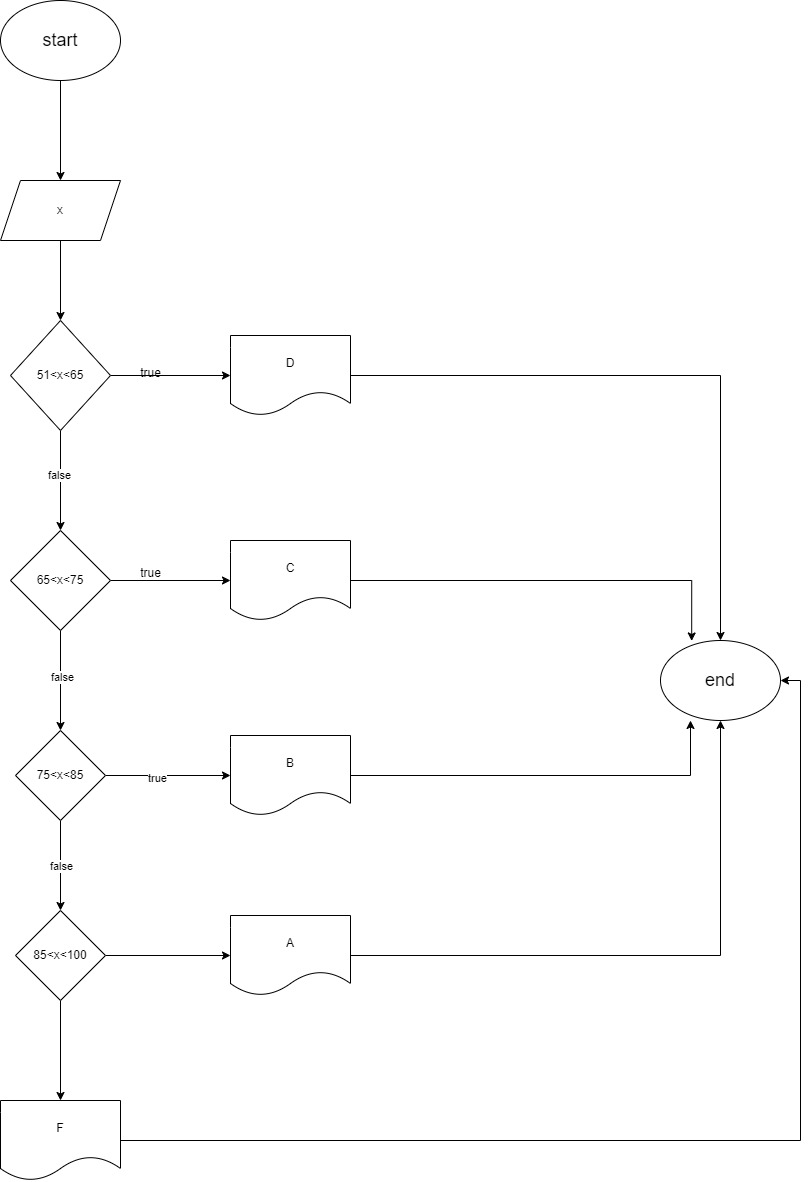 start
x
51<x<65
true
D
false
65<x<75
true
C
false
end
75<x<85
true
B
false
85<x<100
A
F